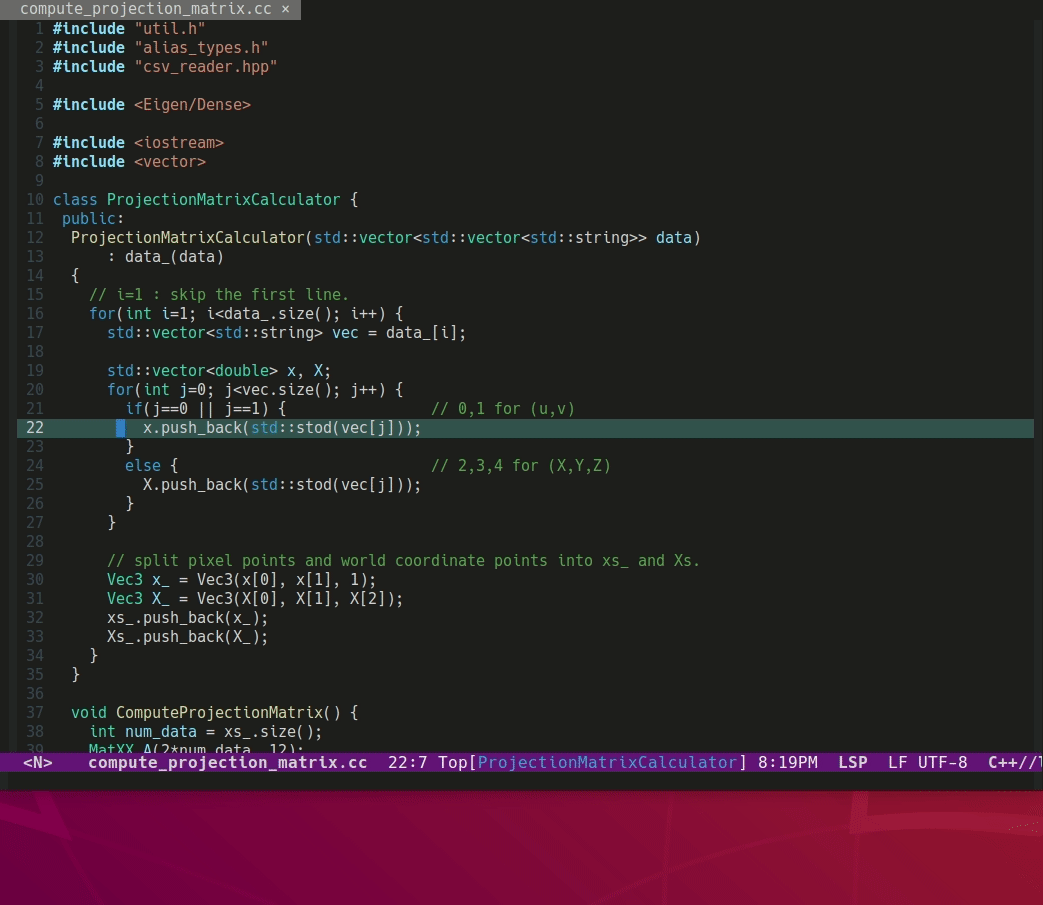 compute_projection_matrix.cc ×
1 #include "util.h"
2 #include "alias_types.h"
3 #include "csv_reader.hpp"
4
5 #include <Eigen/Dense>
6
7 #include <iostream>
8 #include <vector>
9
10 class ProjectionMatrixCalculator {
11  public:
12   ProjectionMatrixCalculator(std::vector<std::vector<std::string>> data)
13       : data_(data)
14   {
15     // i=1 : skip the first line.
16     for(int i=1; i<data_.size(); i++) {
17       std::vector<std::string> vec = data_[i];
18
19       std::vector<double> x, X;
20       for(int j=0; j<vec.size(); j++) {
21         if(j==0 || j==1) {                // 0,1 for (u,v)
22           x.push_back(std::stod(vec[j]));
23         }
24         else {                            // 2,3,4 for (X,Y,Z)
25           X.push_back(std::stod(vec[j]));
26         }
27       }
28
29       // split pixel points and world coordinate points into xs_ and Xs.
30       Vec3 x_ = Vec3(x[0], x[1], 1);
31       Vec3 X_ = Vec3(X[0], X[1], X[2]);
32       xs_.push_back(x_);
33       Xs_.push_back(X_);
34     }
35   }
36
37   void ComputeProjectionMatrix() {
38     int num_data = xs_.size();
39     MatXX A(2*num_data, 12);
<N> compute_projection_matrix.cc 22:7 Top[ProjectionMatrixCalculator] 8:19PM LSP LF UTF-8 C++//l